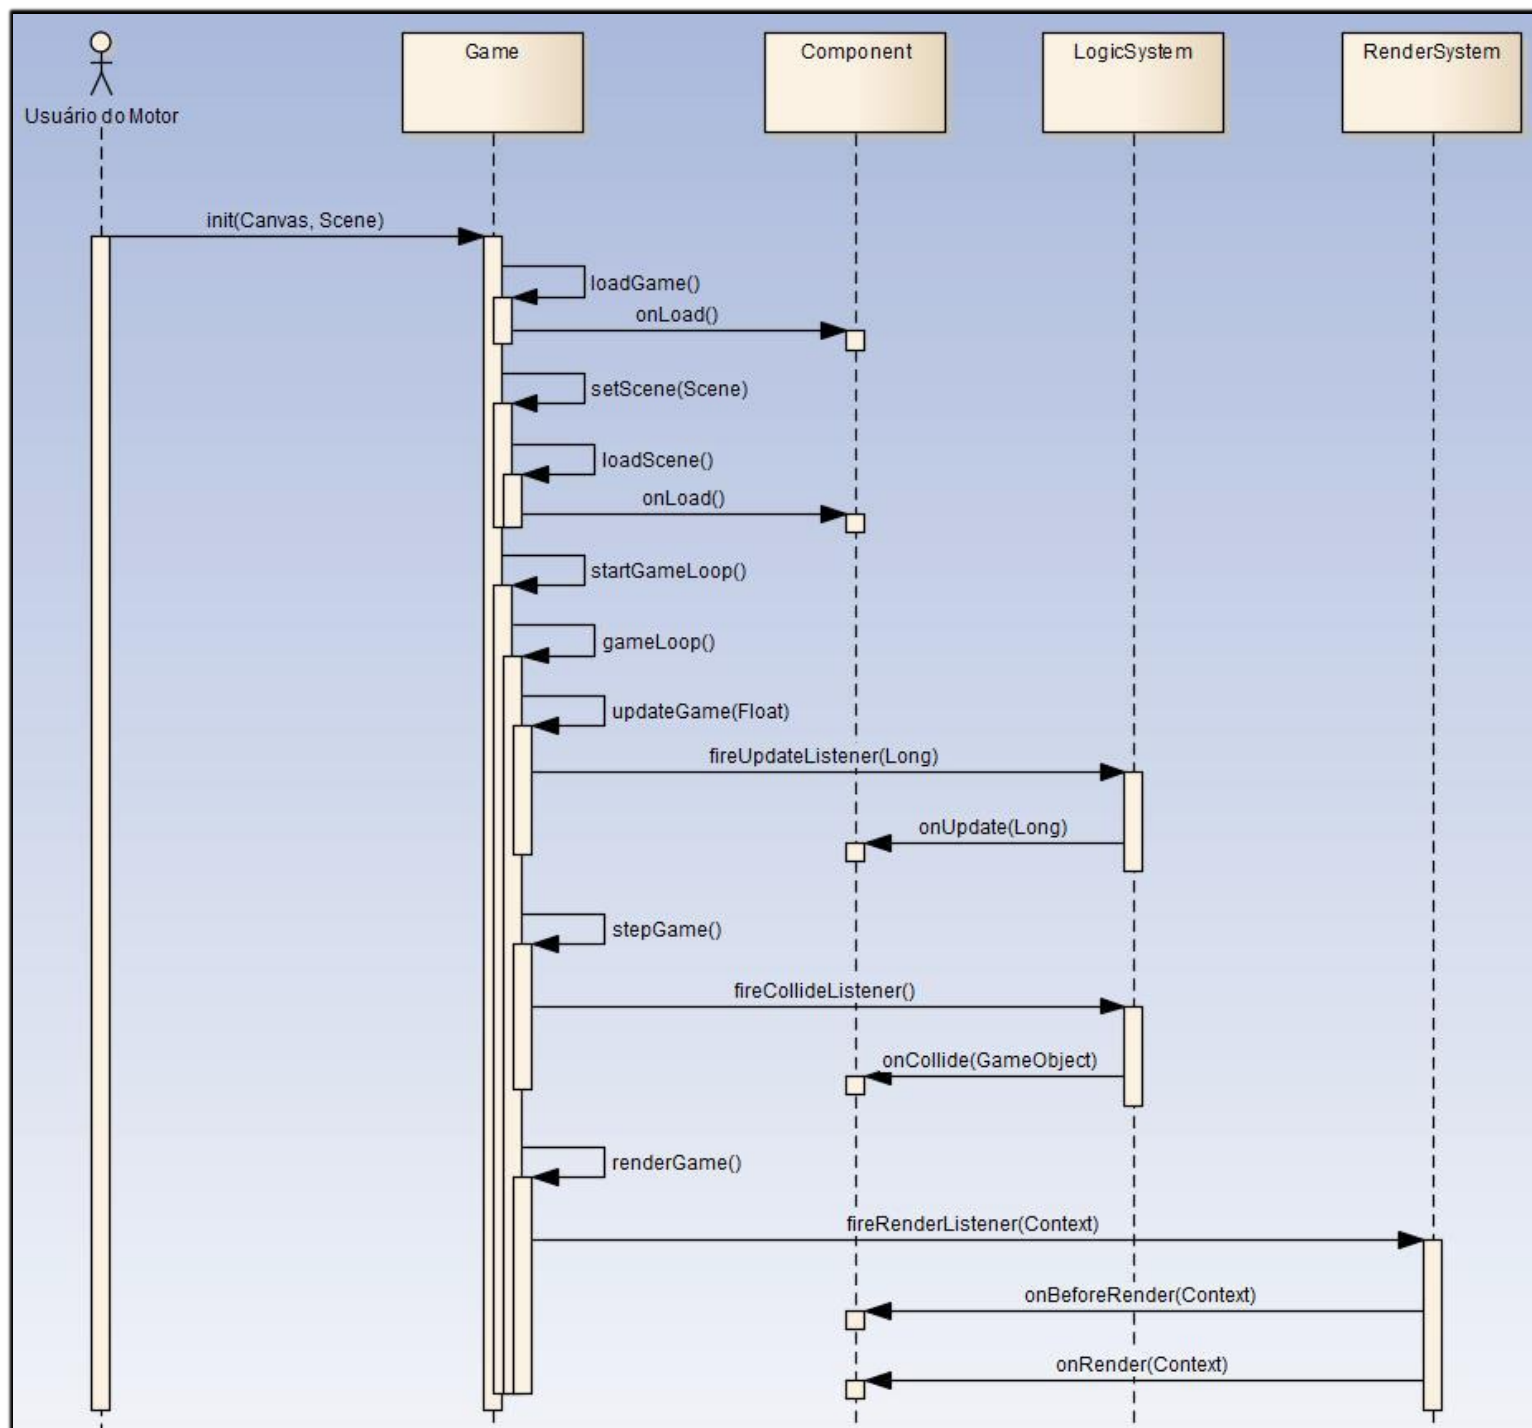 Usuário do Motor
Game
Component
LogicSystem
RenderSystem
init(Canvas, Scene)
loadGame()
onLoad()
setScene(Scene)
loadScene()
onLoad()
startGameLoop()
gameLoop()
updateGame(Float)
fireUpdateListener(Long)
onUpdate(Long)
stepGame()
fireCollideListener()
onCollide(GameObject)
renderGame()
fireRenderListener(Context)
onBeforeRender(Context)
onRender(Context)